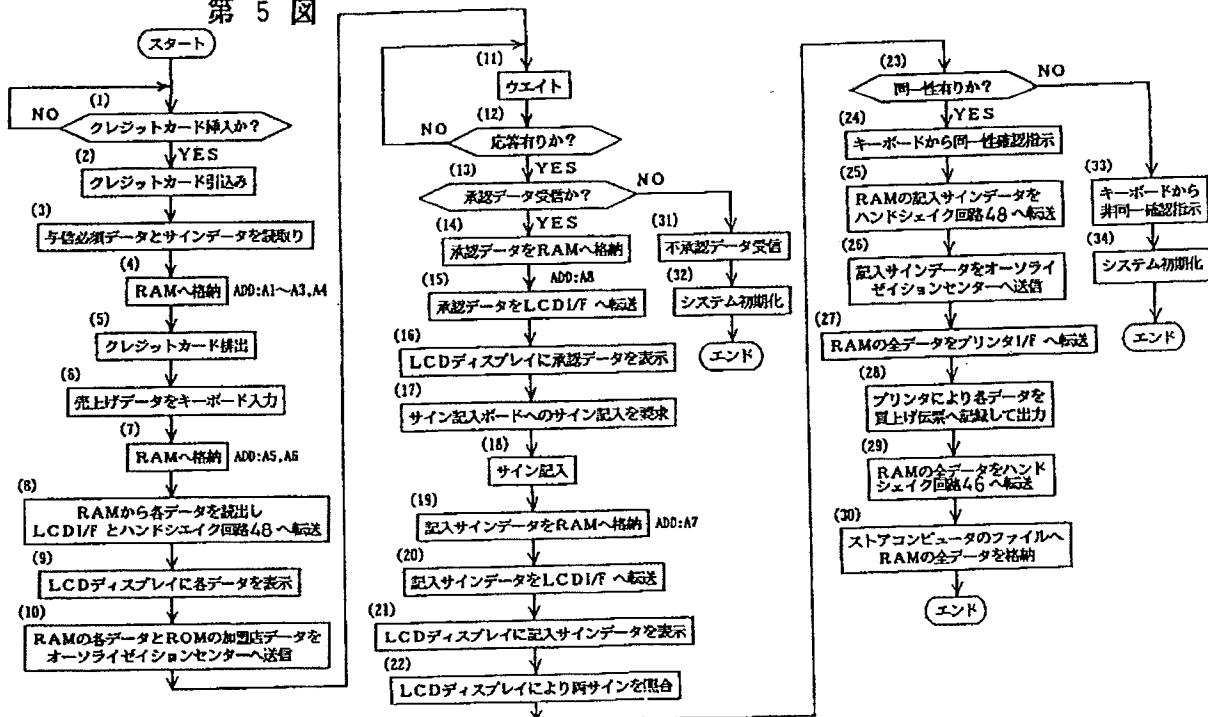 第 5 図
スタート
(1)
NO
クレジットカード挿入か?
(2)
YES
クレジットカード引込み
(3)
与信必須データとサインデータを読取り
(4)
RAMへ格納 ADD:A1〜A3,A4
(5)
クレジットカード排出
(6)
売上げデータをキーボード入力
(7)
RAMへ格納 ADD:A5,A6
(8)
RAMから各データを読出し
LCDI/Fとハンドシエイク回路48へ転送
(9)
LCDディスプレイに各データを表示
(10)
RAMの各データとROMの加盟店データを
オーソライゼイションセンターへ送信
(11)
ウエイト
(12)
NO
応答有りか?
(13)
YES
承認データ受信か?
NO
(14)
YES
承認データをRAMへ格納
(15)
ADD:A8
承認データをLCDI/Fへ転送
(16)
LCDディスプレイに承認データを表示
(17)
サイン記入ボードへのサイン記入を要求
(18)
サイン記入
(19)
記入サインデータをRAMへ格納 ADD:A7
(20)
記入サインデータをLCDI/Fへ転送
(21)
LCDディスプレイに記入サインデータを表示
(22)
LCDディスプレイにより両サインを照合
(31)
不承認データ受信
(32)
システム初期化
エンド
(23)
同一性有りか?
NO
(24)
YES
キーボードから同一性確認指示
(25)
RAMの記入サインデータを
ハンドシェイク回路48へ転送
(26)
記入サインデータをオーソライ
ゼイションセンターへ送信
(27)
RAMの全データをプリンタI/Fへ転送
(28)
プリンタにより各データを
買上げ伝票へ記録して出力
(29)
RAMの全データをハンド
シェイク回路46へ転送
(30)
ストアコンピュータのファイルへ
RAMの全データを格納
エンド
(33)
キーボードから
非同一確認指示
(34)
システム初期化
エンド